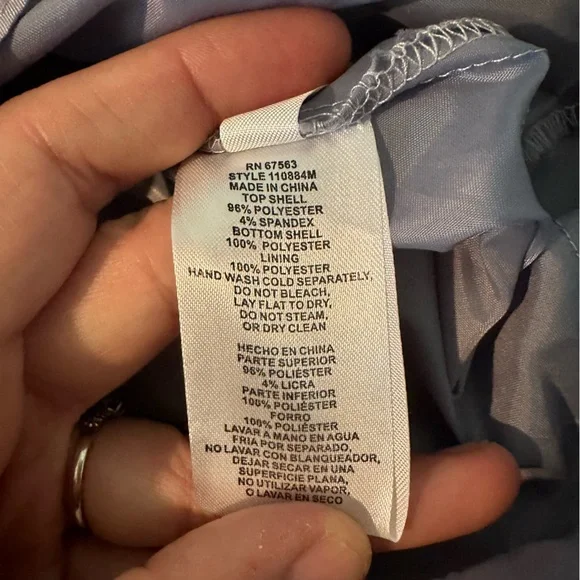 RN 67563
STYLE 110884M
MADE IN CHINA
TOP SHELL
96% POLYESTER
4% SPANDEX
BOTTOM SHELL
100% POLYESTER
LINING
100% POLYESTER
HAND WASH COLD SEPARATELY,
DO NOT BLEACH,
LAY FLAT TO DRY,
DO NOT STEAM,
OR DRY CLEAN
HECHO EN CHINA
PARTE SUPERIOR
96% POLIÉSTER
4% LICRA
PARTE INFERIOR
100% POLIÉSTER
FORRO
100% POLIÉSTER
LAVAR A MANO EN AGUA
FRIA POR SEPARADO,
NO LAVAR CON BLANQUEADOR,
DEJAR SECAR EN UNA
SUPERFICIE PLANA,
NO UTILIZAR VAPOR,
O LAVAR EN SECO